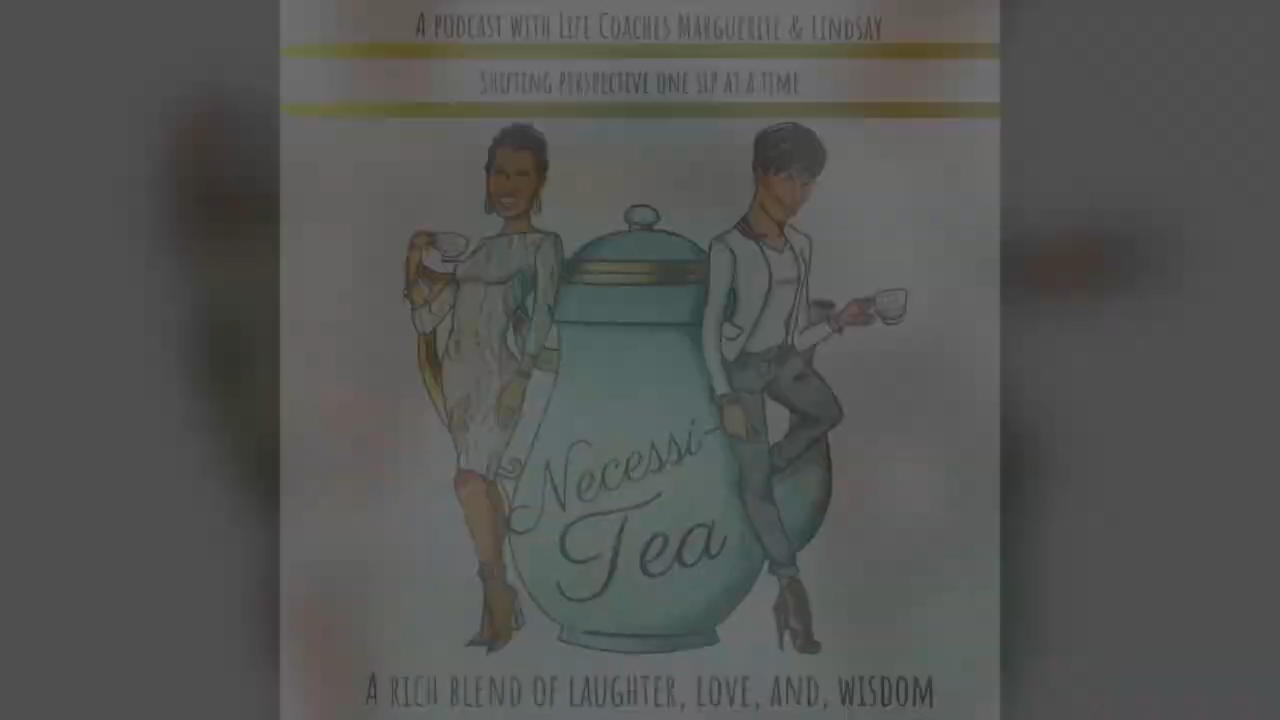 A PODCAST WITH LIFE COACHES MARGUERITE & LINDSAY
SHIFTING PERSPECTIVE ONE SIP AT A TIME
Necessi-
Tea
A RICH BLEND OF LAUGHTER, LOVE, AND, WISDOM